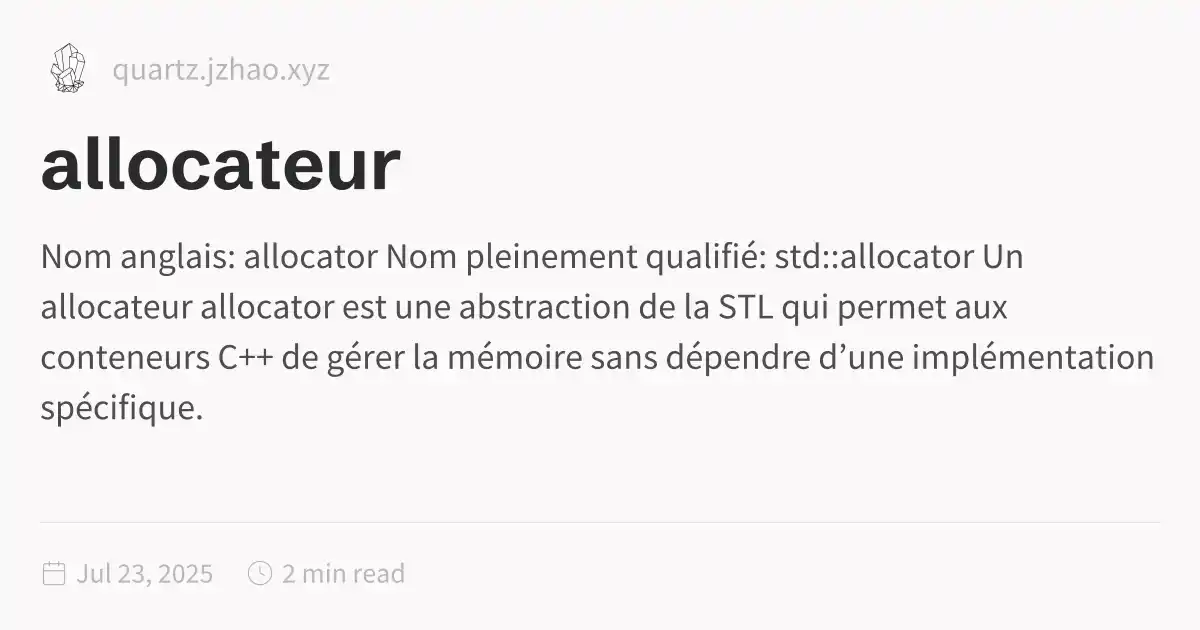 quartz.jzhao.xyz
allocateur
Nom anglais: allocator Nom pleinement qualifié: std::allocator Un
allocateur allocator est une abstraction de la STL qui permet aux
conteneurs C++ de gérer la mémoire sans dépendre d’une implémentation
spécifique.
Jul 23, 2025 2 min read